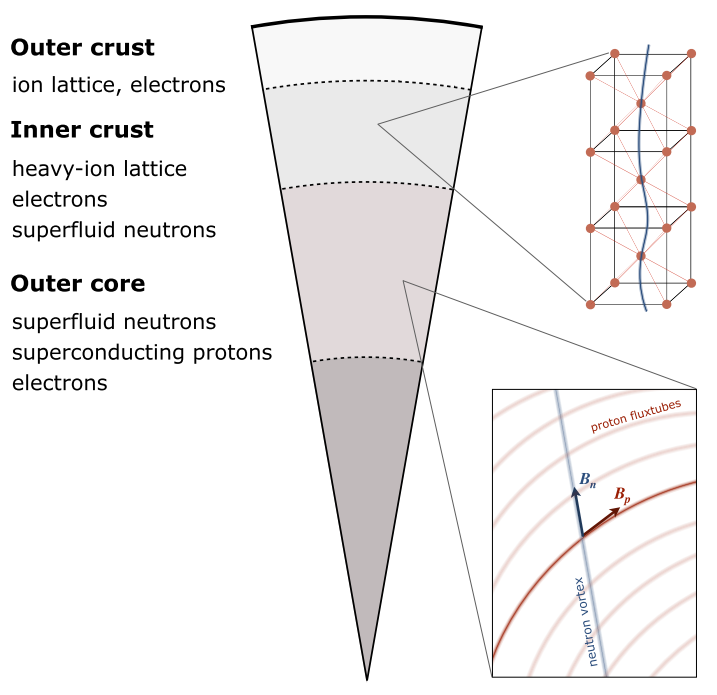 Outer crust
ion lattice, electrons
Inner crust
heavy-ion lattice
electrons
superfluid neutrons
Outer core
superfluid neutrons
superconducting protons
electrons
proton fluxtubes
Bn
Bp
neutron vortex